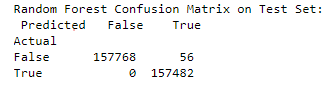 Random Forest Confusion Matrix on Test Set:
Predicted False True
Actual
False 157768 56
True 0 157482